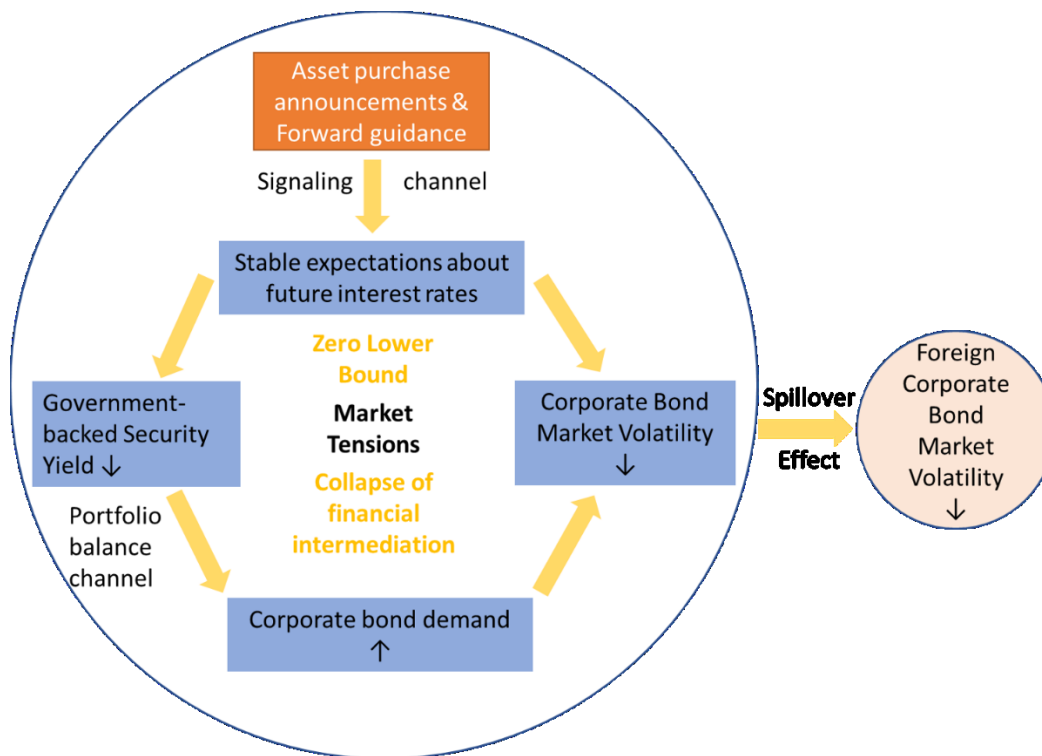 Asset purchase
announcements &
Forward guidance
Signaling channel
Stable expectations about
future interest rates
Zero Lower
Bound
Market
Tensions
Collapse of
financial
intermediation
Government-
backed Security
Yield ↓
Corporate Bond
Market Volatility
↓
Portfolio
balance
channel
Corporate bond demand
↑
Spillover
Effect
Foreign
Corporate
Bond
Market
Volatility
↓